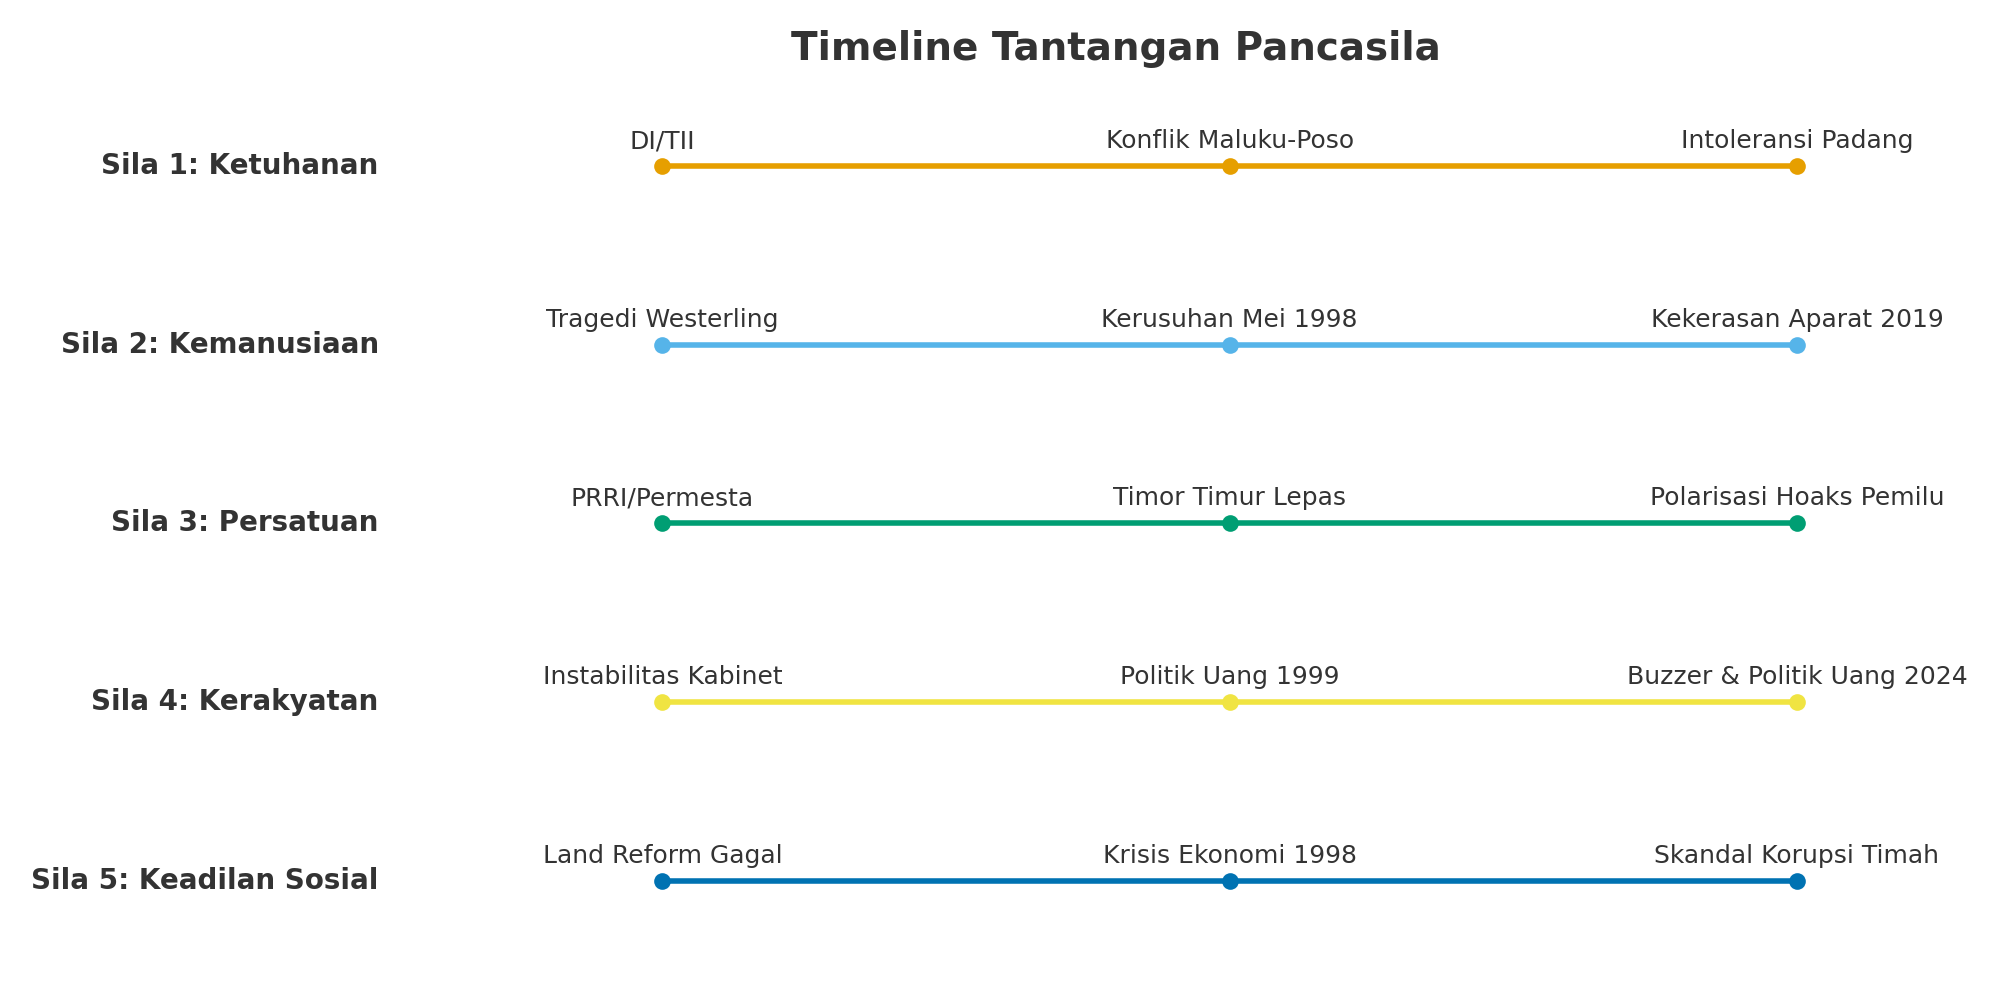 Timeline Tantangan Pancasila
Sila 1: Ketuhanan
DI/TII
Konflik Maluku-Poso
Intoleransi Padang
Sila 2: Kemanusiaan
Tragedi Westerling
Kerusuhan Mei 1998
Kekerasan Aparat 2019
Sila 3: Persatuan
PRRI/Permesta
Timor Timur Lepas
Polarisasi Hoaks Pemilu
Sila 4: Kerakyatan
Instabilitas Kabinet
Politik Uang 1999
Buzzer & Politik Uang 2024
Sila 5: Keadilan Sosial
Land Reform Gagal
Krisis Ekonomi 1998
Skandal Korupsi Timah